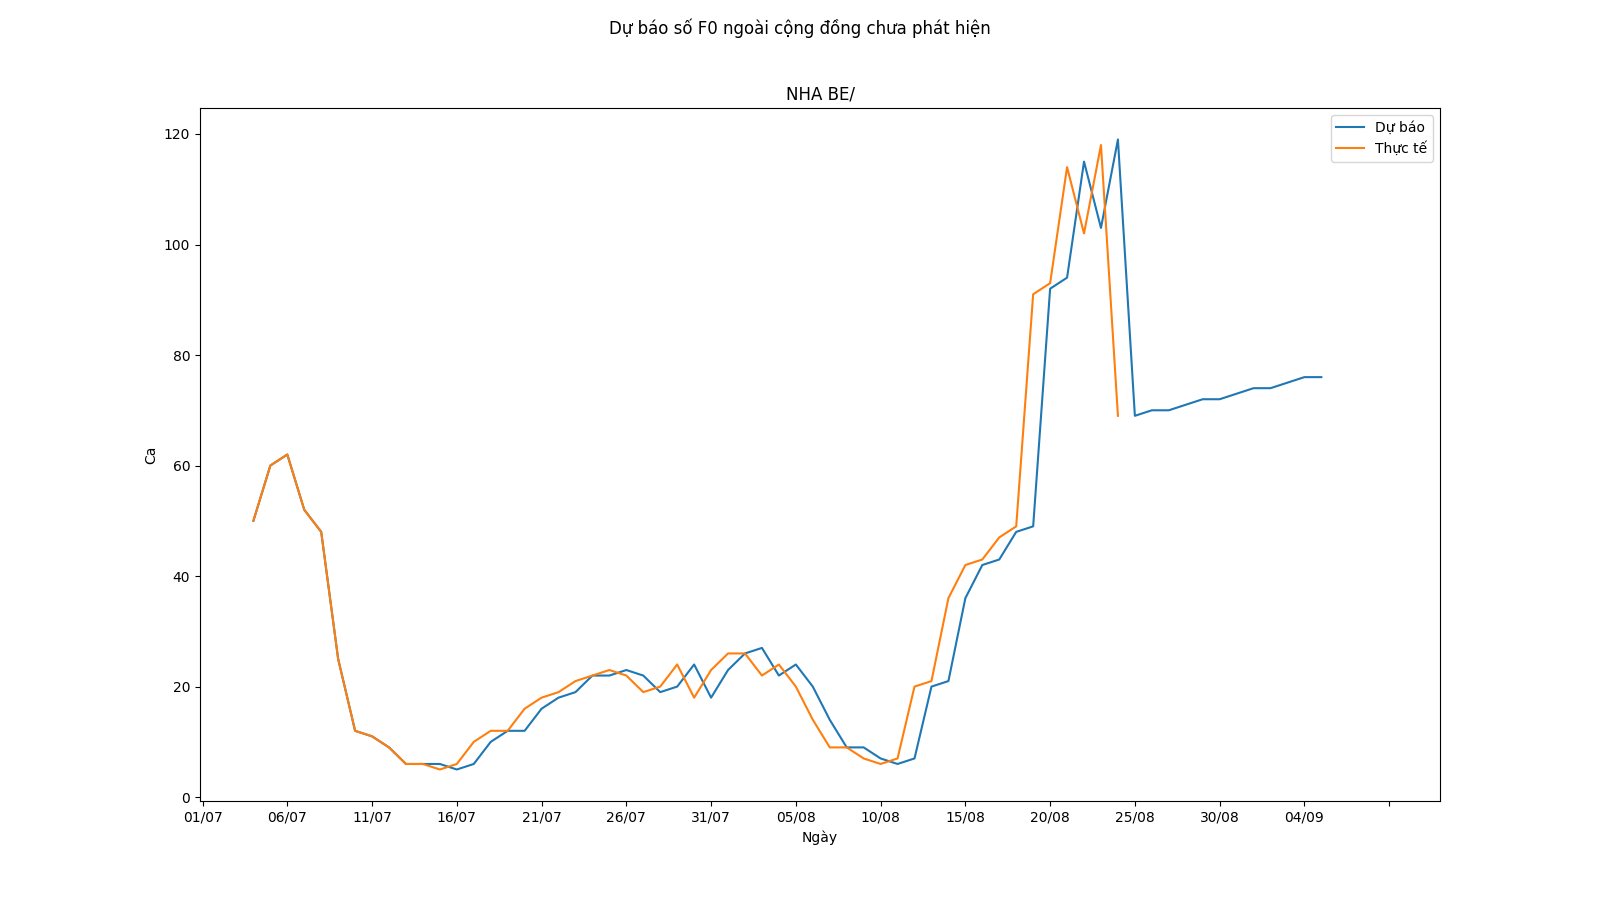 Dự báo số F0 ngoài cộng đồng chưa phát hiện
NHA BE/
Dự báo
Thực tế
120
100
80
60
40
20
0
Ca
01/07 06/07 11/07 16/07 21/07 26/07 31/07 05/08 10/08 15/08 20/08 25/08 30/08 04/09
Ngày